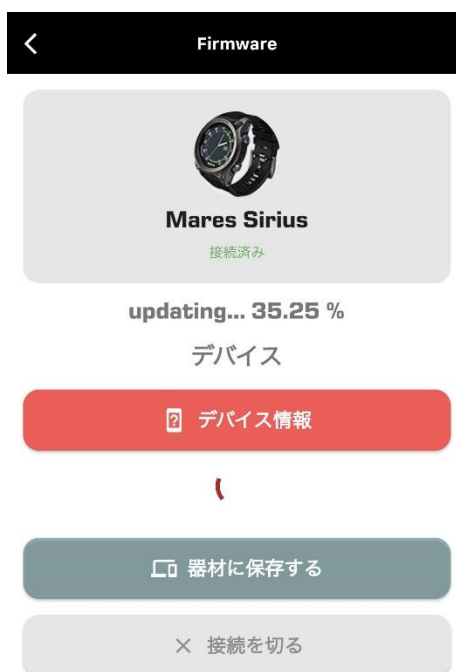 Firmware
Mares Sirius
接続済み
updating... 35.25 %
デバイス
デバイス情報
器材に保存する
接続を切る